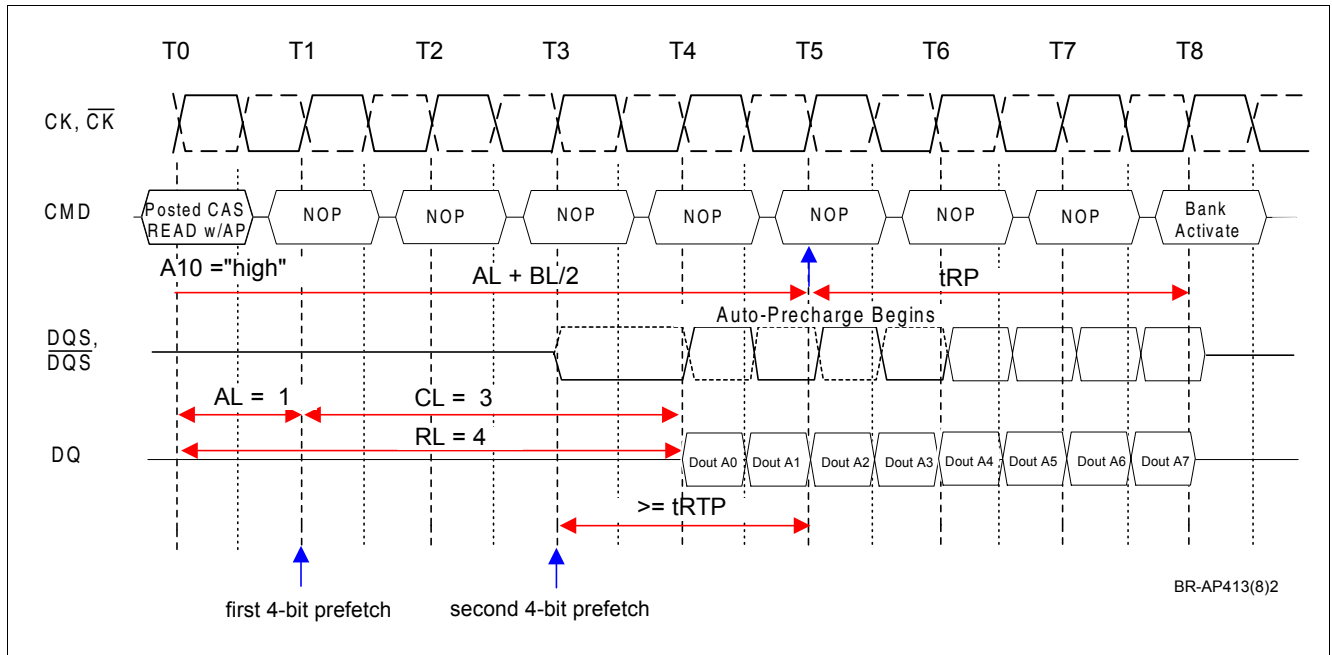 T0 T1 T2 T3 T4 T5 T6 T7 T8
CK, CK
CMD
Posted CAS
READ w/AP
NOP NOP NOP NOP NOP NOP NOP
Bank
Activate
A10 ="high"
AL + BL/2
tRP
Auto-Precharge Begins
DQS,
DQS
AL = 1
CL = 3
RL = 4
DQ
Dout A0 Dout A1 Dout A2 Dout A3 Dout A4 Dout A5 Dout A6 Dout A7
>= tRTP
first 4-bit prefetch
second 4-bit prefetch
BR-AP413(8)2